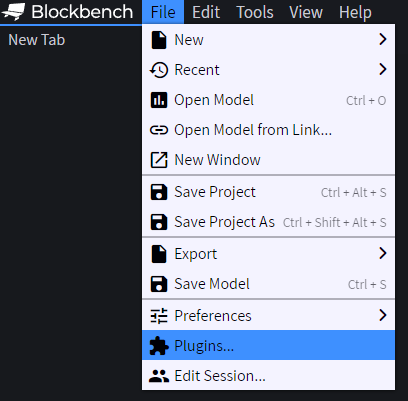 Blockbench File Edit Tools View Help
New Tab
New
Recent
Open Model Ctrl + O
Open Model from Link...
New Window
Save Project Ctrl + Alt + S
Save Project As Ctrl + Shift + Alt + S
Export
Save Model Ctrl + S
Preferences
Plugins...
Edit Session...